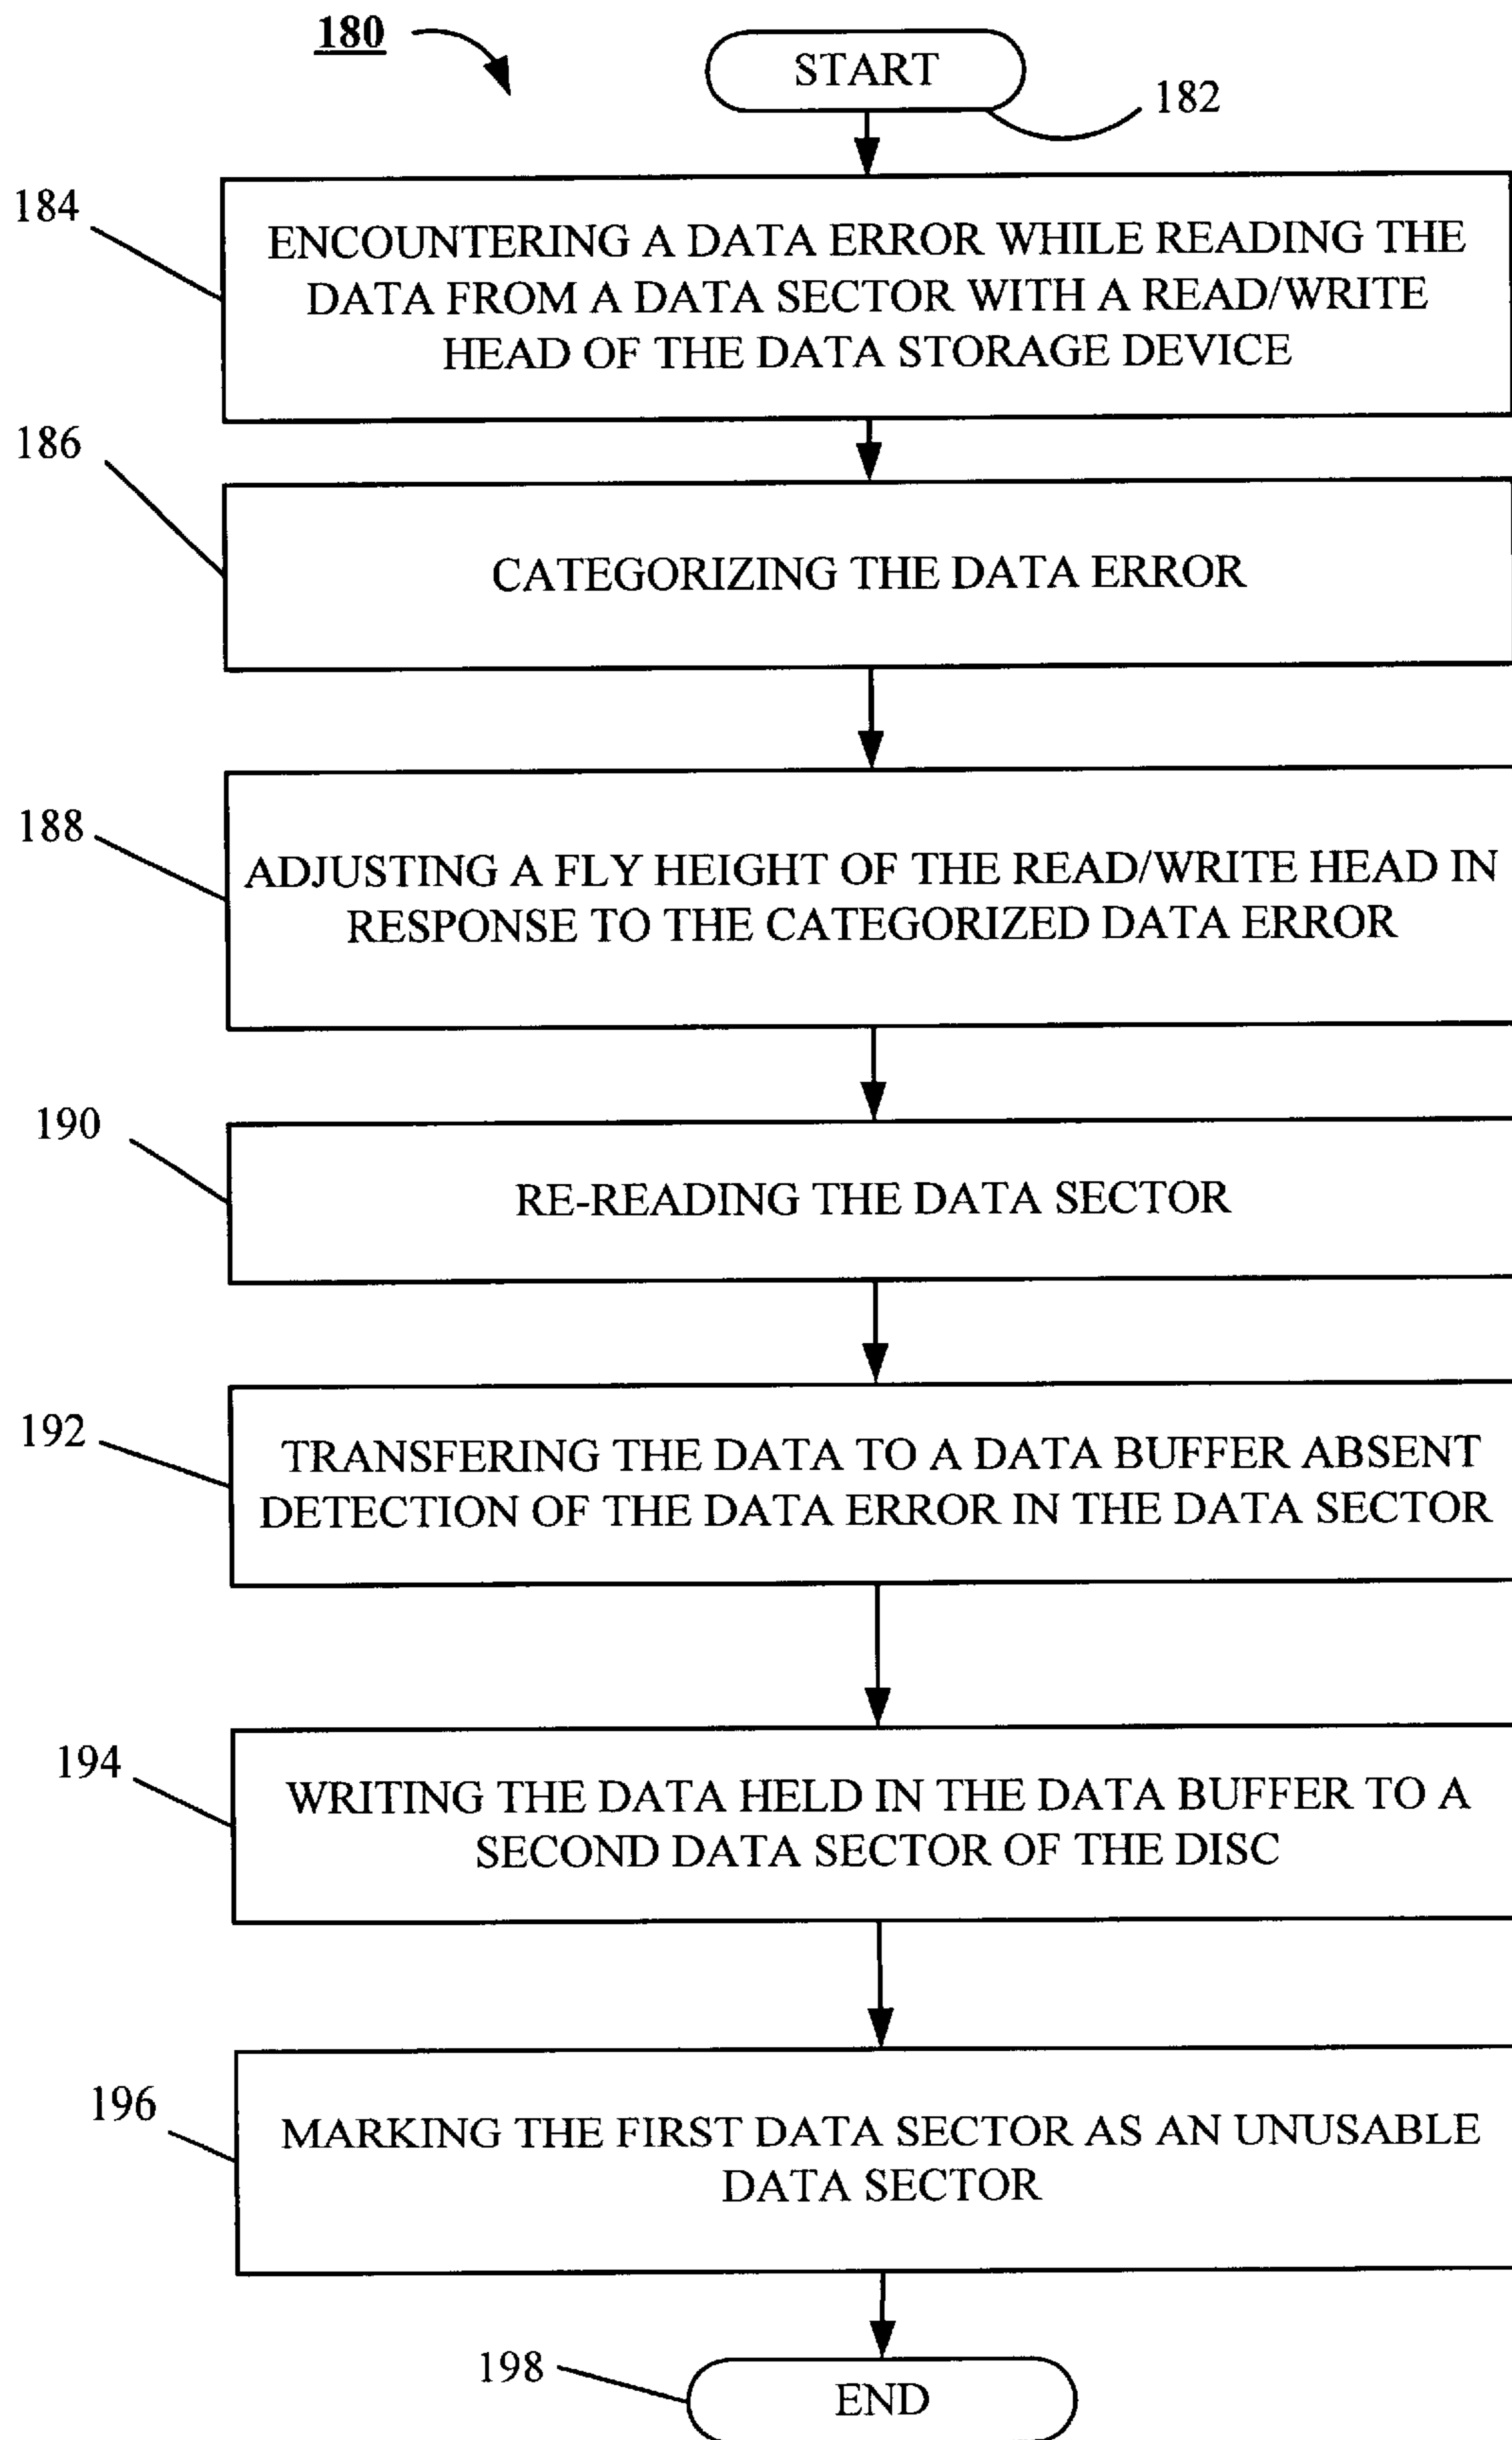 180
START
182
184
ENCOUNTERING A DATA ERROR WHILE READING THE
DATA FROM A DATA SECTOR WITH A READ/WRITE
HEAD OF THE DATA STORAGE DEVICE
186
CATEGORIZING THE DATA ERROR
188
ADJUSTING A FLY HEIGHT OF THE READ/WRITE HEAD IN
RESPONSE TO THE CATEGORIZED DATA ERROR
190
RE-READING THE DATA SECTOR
192
TRANSFERING THE DATA TO A DATA BUFFER ABSENT
DETECTION OF THE DATA ERROR IN THE DATA SECTOR
194
WRITING THE DATA HELD IN THE DATA BUFFER TO A
SECOND DATA SECTOR OF THE DISC
196
MARKING THE FIRST DATA SECTOR AS AN UNUSABLE
DATA SECTOR
198
END